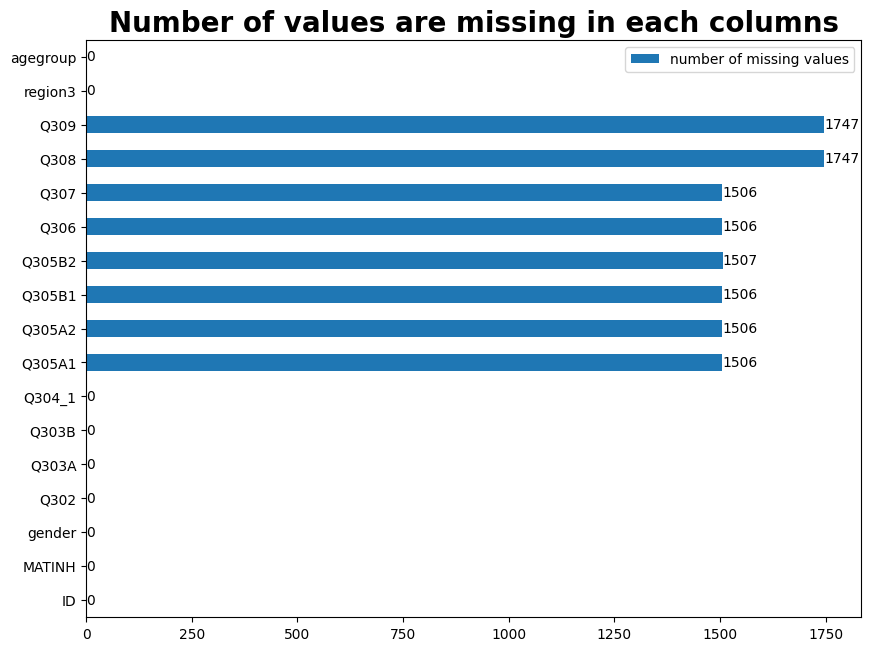 Number of values are missing in each columns
number of missing values
agegroup 0
region3 0
Q309 1747
Q308 1747
Q307 1506
Q306 1506
Q305B2 1507
Q305B1 1506
Q305A2 1506
Q305A1 1506
Q304_1 0
Q303B 0
Q303A 0
Q302 0
gender 0
MATINH 0
ID 0
0 250 500 750 1000 1250 1500 1750